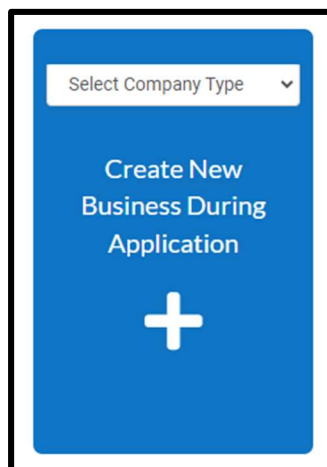 Select Company Type
Create New
Business During
Application